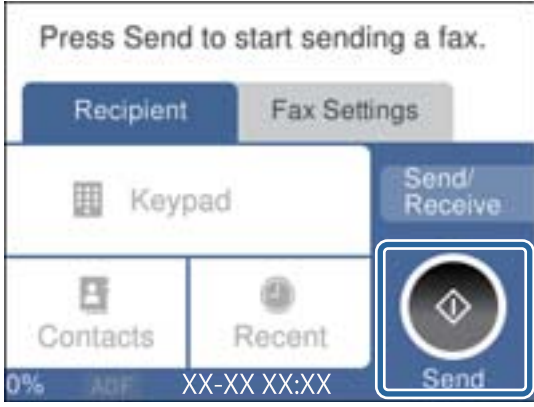 Press Send to start sending a fax.
Recipient
Fax Settings
Keypad
Send/
Receive
Contacts
Recent
0%
ADF
XX-XX XX:XX
Send